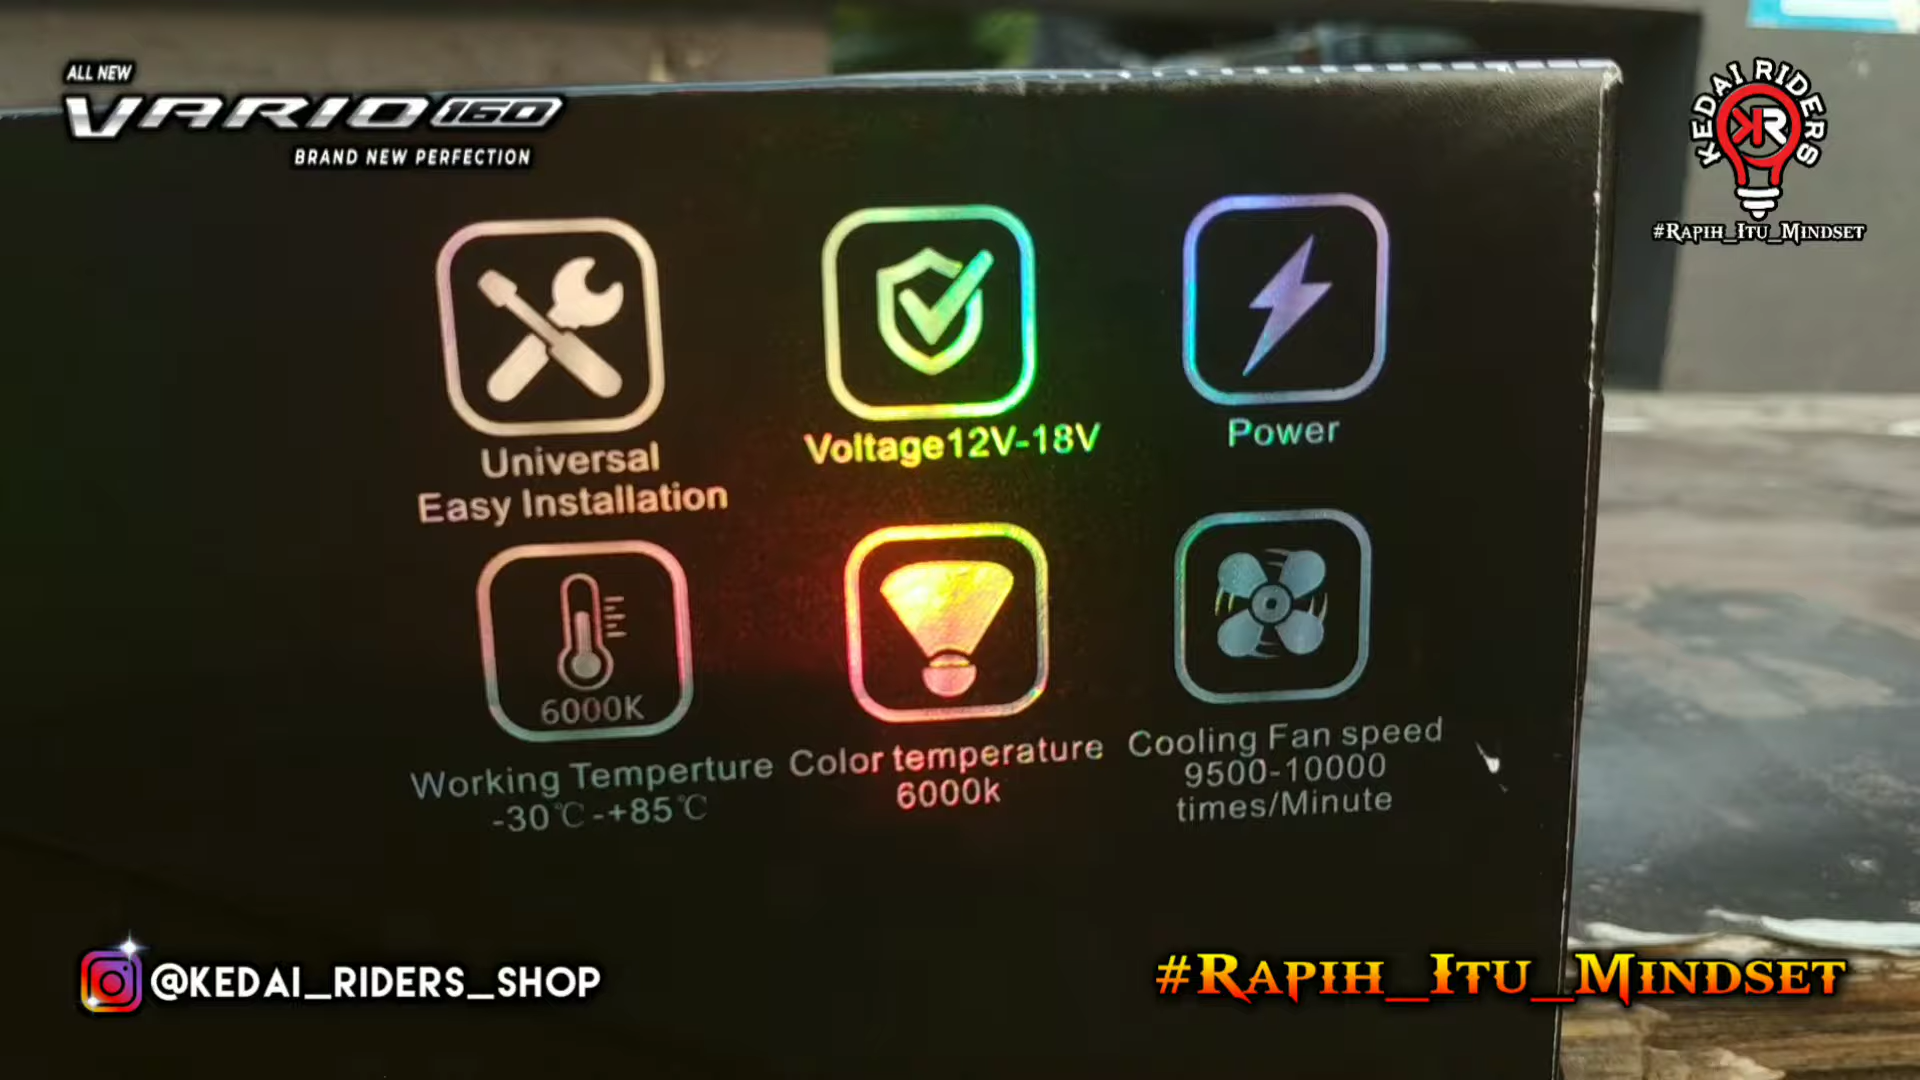 ALL NEW
VARIO 160
BRAND NEW PERFECTION
KEDAI RIDERS
KR
#Rapih_Itu_Mindset
Universal
Easy Installation
Voltage12V-18V
Power
6000K
Working Temperture
-30℃-+85℃
Color temperature
6000k
Cooling Fan speed
9500-10000
times/Minute
@KEDAI_RIDERS_SHOP
#Rapih_Itu_Mindset